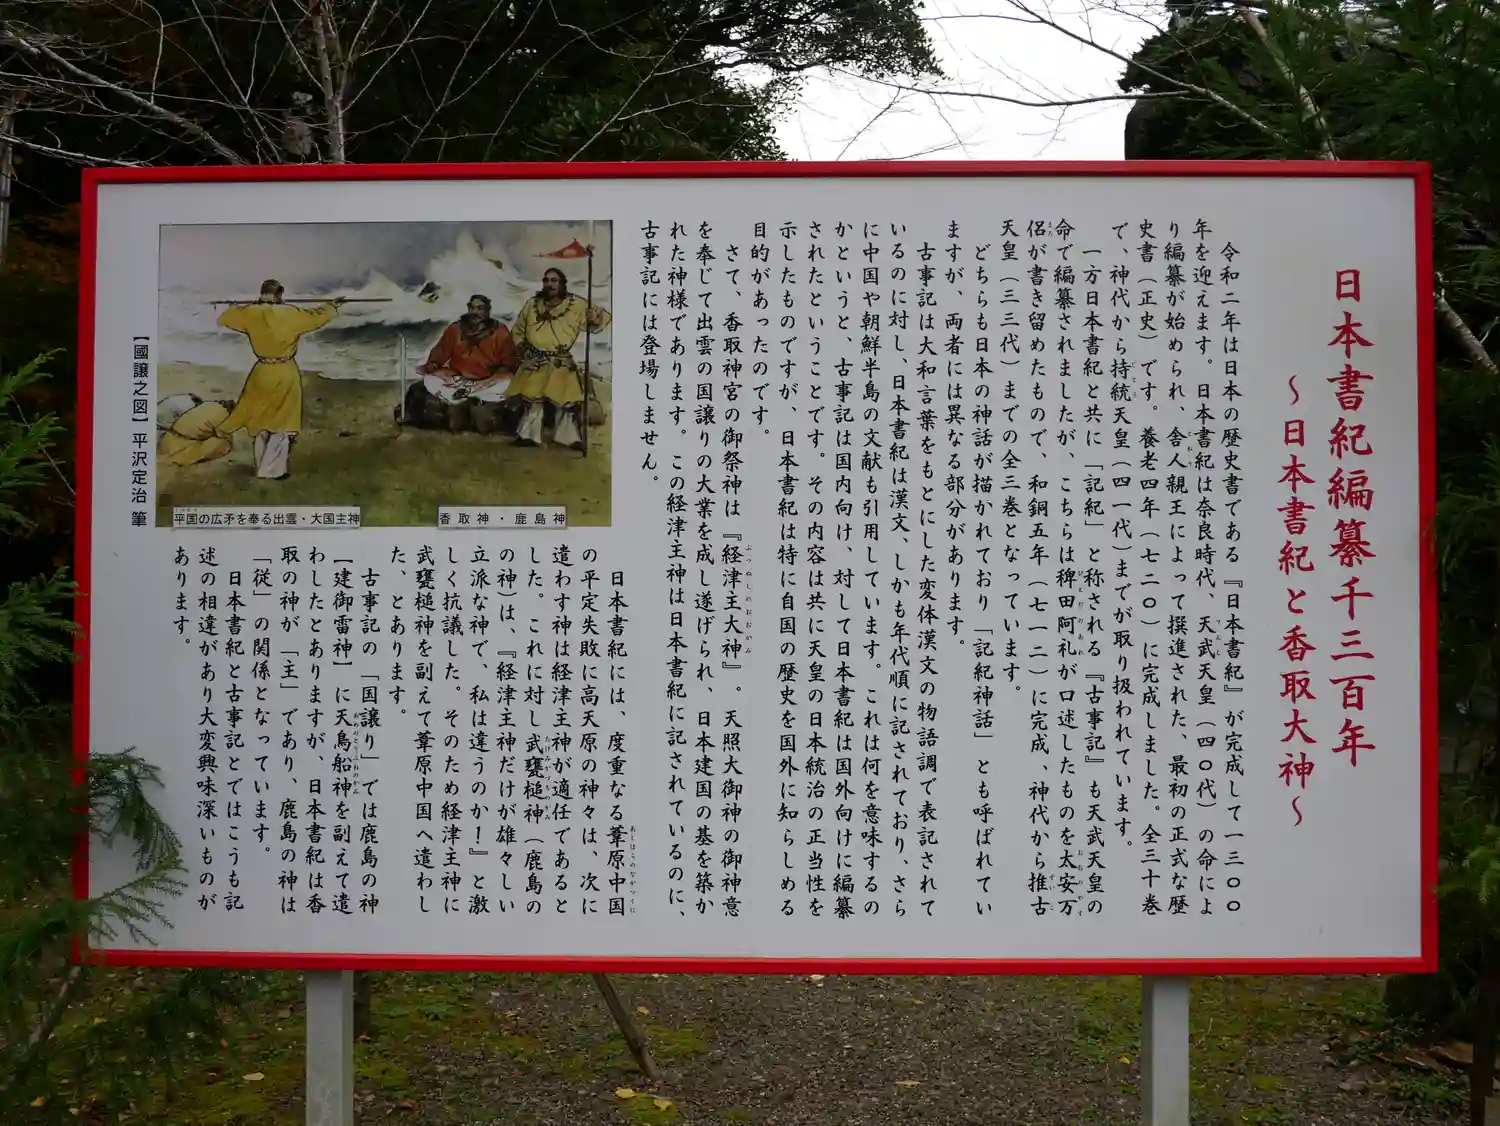 日本書紀編纂千三百年
～日本書紀と香取大神～
令和二年は日本の歴史書である『日本書紀』が完成して一三〇〇
年を迎えます。日本書紀は奈良時代、天武天皇（四〇代）の命によ
り編纂が始められ、舎人親王によって撰進された、最初の正式な歴
史書（正史）です。養老四年（七二〇）に完成しました。全三十巻
で、神代から持統天皇（四一代）までが取り扱われています。
一方日本書紀と共に「記紀」と称される『古事記』も天武天皇の
命で編纂されましたが、こちらは稗田阿礼が口述したものを太安万
侶が書き留めたもので、和銅五年（七一二）に完成、神代から推古
天皇（三三代）までの全三巻となっています。
どちらも日本の神話が描かれており「記紀神話」とも呼ばれてい
ますが、両者には異なる部分があります。
古事記は大和言葉をもとにした変体漢文の物語調で表記されて
いるのに対し、日本書紀は漢文、しかも年代順に記されており、さら
に中国や朝鮮半島の文献も引用しています。これは何を意味するの
かというと、古事記は国内向け、対して日本書紀は国外向けに編纂
されたということです。その内容は共に天皇の日本統治の正当性を
示したものですが、日本書紀は特に自国の歴史を国外に知らしめる
目的があったのです。
さて、香取神宮の御祭神は『経津主大神』。天照大御神の御神意
を奉じて出雲の国譲りの大業を成し遂げられ、日本建国の基を築か
れた神様であります。この経津主神は日本書紀に記されているのに、
古事記には登場しません。
平国の広矛を奉る出雲・大国主神
香取神・鹿島神
【國譲之図】平沢定治 筆
日本書紀には、度重なる葦原中国
の平定失敗に高天原の神々は、次に
遣わす神は経津主神が適任であると
した。これに対し武甕槌神（鹿島の
の神）は、『経津主神だけが雄々しい
立派な神で、私は違うのか！』と激
しく抗議した。そのため経津主神に
武甕槌神を副えて葦原中国へ遣わし
た、とあります。
古事記の「国譲り」では鹿島の神
【建御雷神】に天鳥船神を副えて遣
わしたとありますが、日本書紀は香
取の神が「主」であり、鹿島の神は
「従」の関係となっています。
日本書紀と古事記とではこうも記
述の相違があり大変興味深いものが
あります。